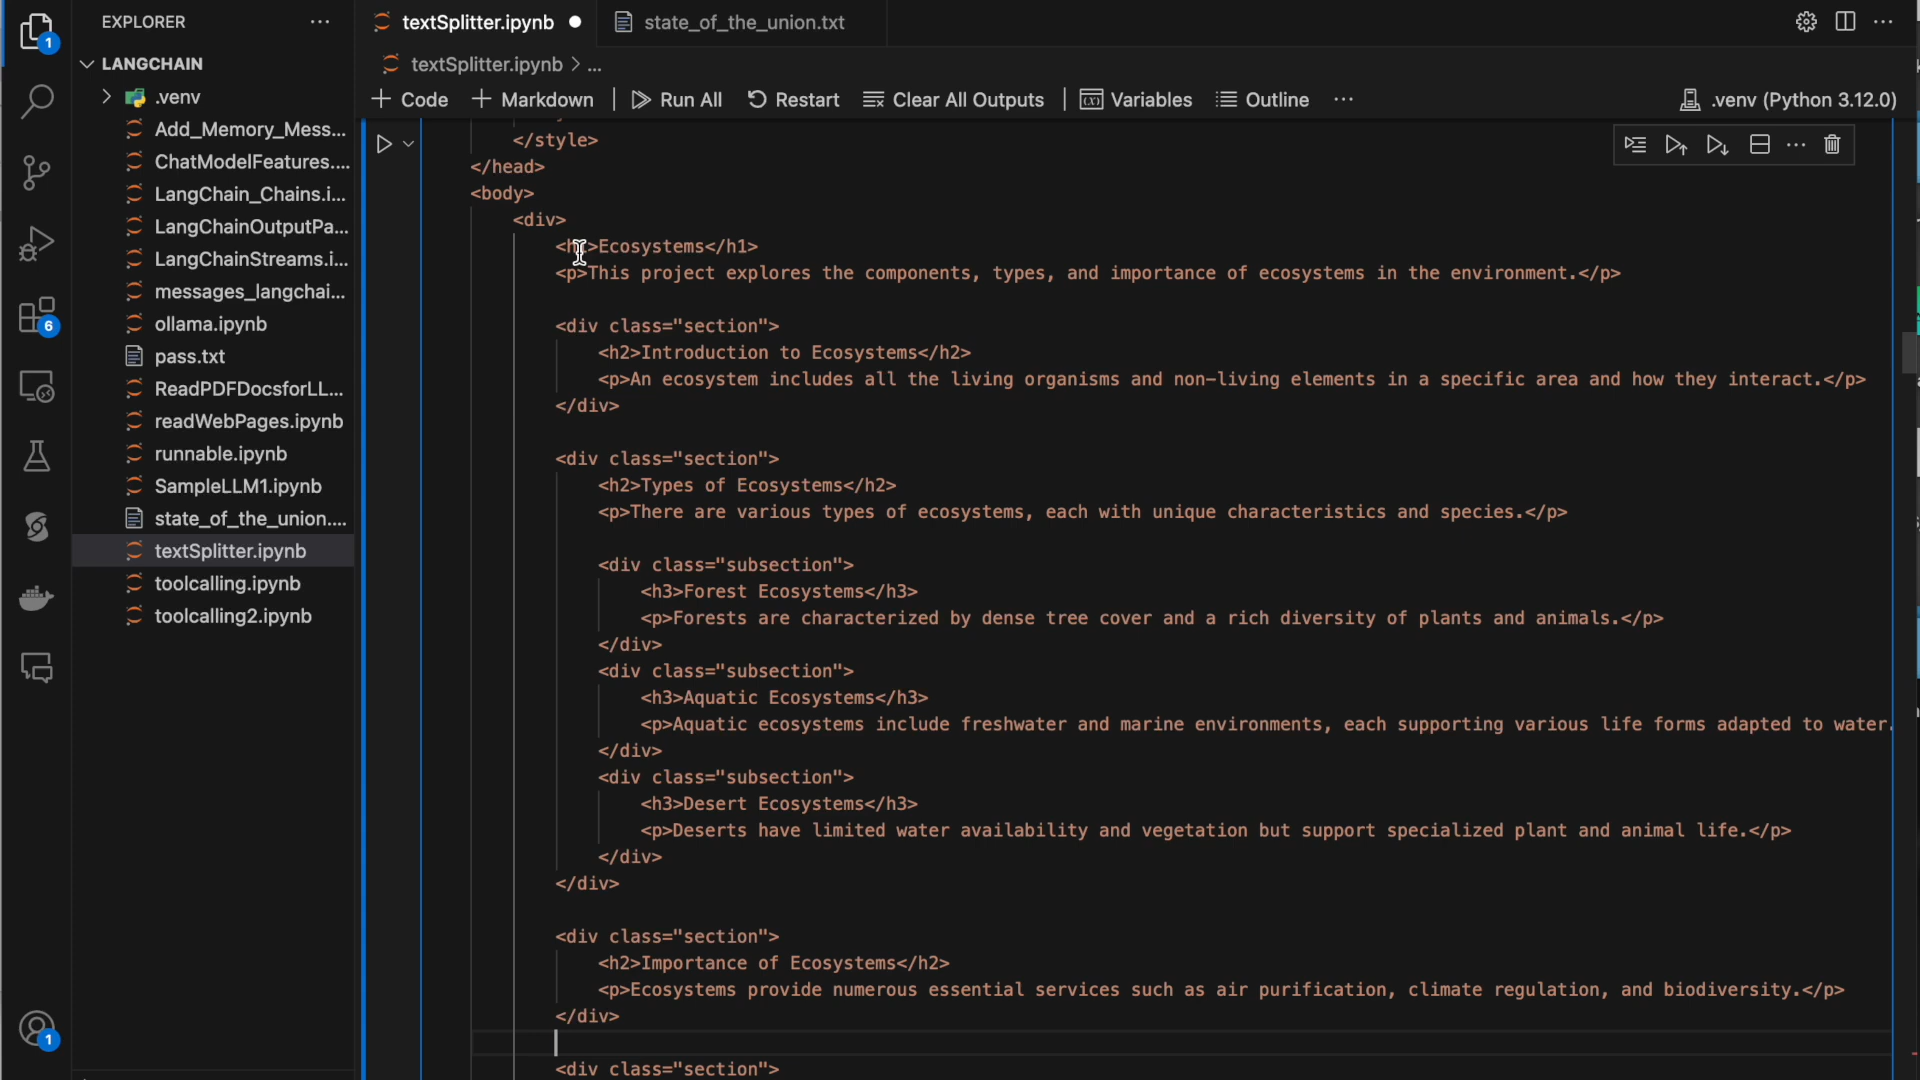 EXPLORER
LANGCHAIN
.venv
Add_Memory_Mess...
ChatModelFeatures....
LangChain_Chains.i...
LangChainOutputPa...
LangChainStreams.i...
messages_langchai...
ollama.ipynb
pass.txt
ReadPDFDocsforLL...
readWebPages.ipynb
runnable.ipynb
SampleLLM1.ipynb
state_of_the_union....
textSplitter.ipynb
toolcalling.ipynb
toolcalling2.ipynb
1
6
1
textSplitter.ipynb
state_of_the_union.txt
textSplitter.ipynb > ...
+ Code + Markdown Run All Restart Clear All Outputs Variables Outline ... .venv (Python 3.12.0)
</style>
</head>
<body>
<div>
<h1>Ecosystems</h1>
<p>This project explores the components, types, and importance of ecosystems in the environment.</p>
<div class="section">
<h2>Introduction to Ecosystems</h2>
<p>An ecosystem includes all the living organisms and non-living elements in a specific area and how they interact.</p>
</div>
<div class="section">
<h2>Types of Ecosystems</h2>
<p>There are various types of ecosystems, each with unique characteristics and species.</p>
<div class="subsection">
<h3>Forest Ecosystems</h3>
<p>Forests are characterized by dense tree cover and a rich diversity of plants and animals.</p>
</div>
<div class="subsection">
<h3>Aquatic Ecosystems</h3>
<p>Aquatic ecosystems include freshwater and marine environments, each supporting various life forms adapted to water.
</div>
<div class="subsection">
<h3>Desert Ecosystems</h3>
<p>Deserts have limited water availability and vegetation but support specialized plant and animal life.</p>
</div>
</div>
<div class="section">
<h2>Importance of Ecosystems</h2>
<p>Ecosystems provide numerous essential services such as air purification, climate regulation, and biodiversity.</p>
</div>
<div class="section">